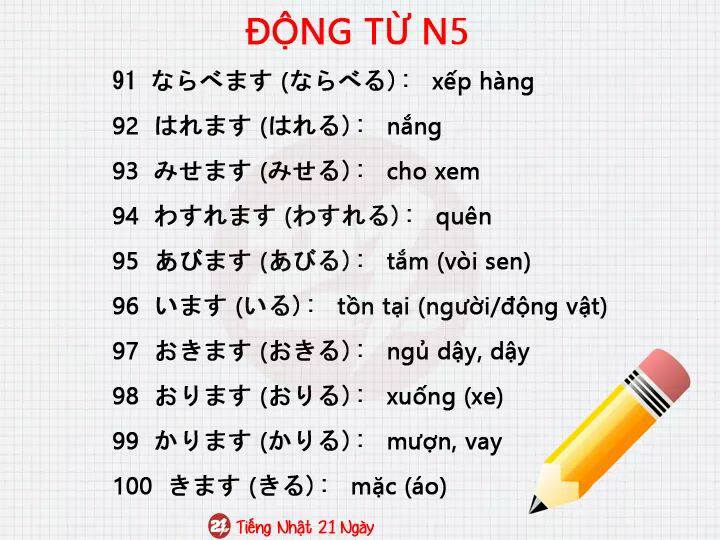 ĐỘNG TỪ N5
91 ならべます (ならべる) : xếp hàng
92 はれます (はれる) : nắng
93 みせます (みせる) : cho xem
94 わすれます (わすれる) : quên
95 あびます (あびる) : tắm (vòi sen)
96 います (いる) : tồn tại (người/động vật)
97 おきます (おきる) : ngủ dậy, dậy
98 おります (おりる) : xuống (xe)
99 かります (かりる) : mượn, vay
100 きます (きる) : mặc (áo)
21 Tiếng Nhật 21 Ngày